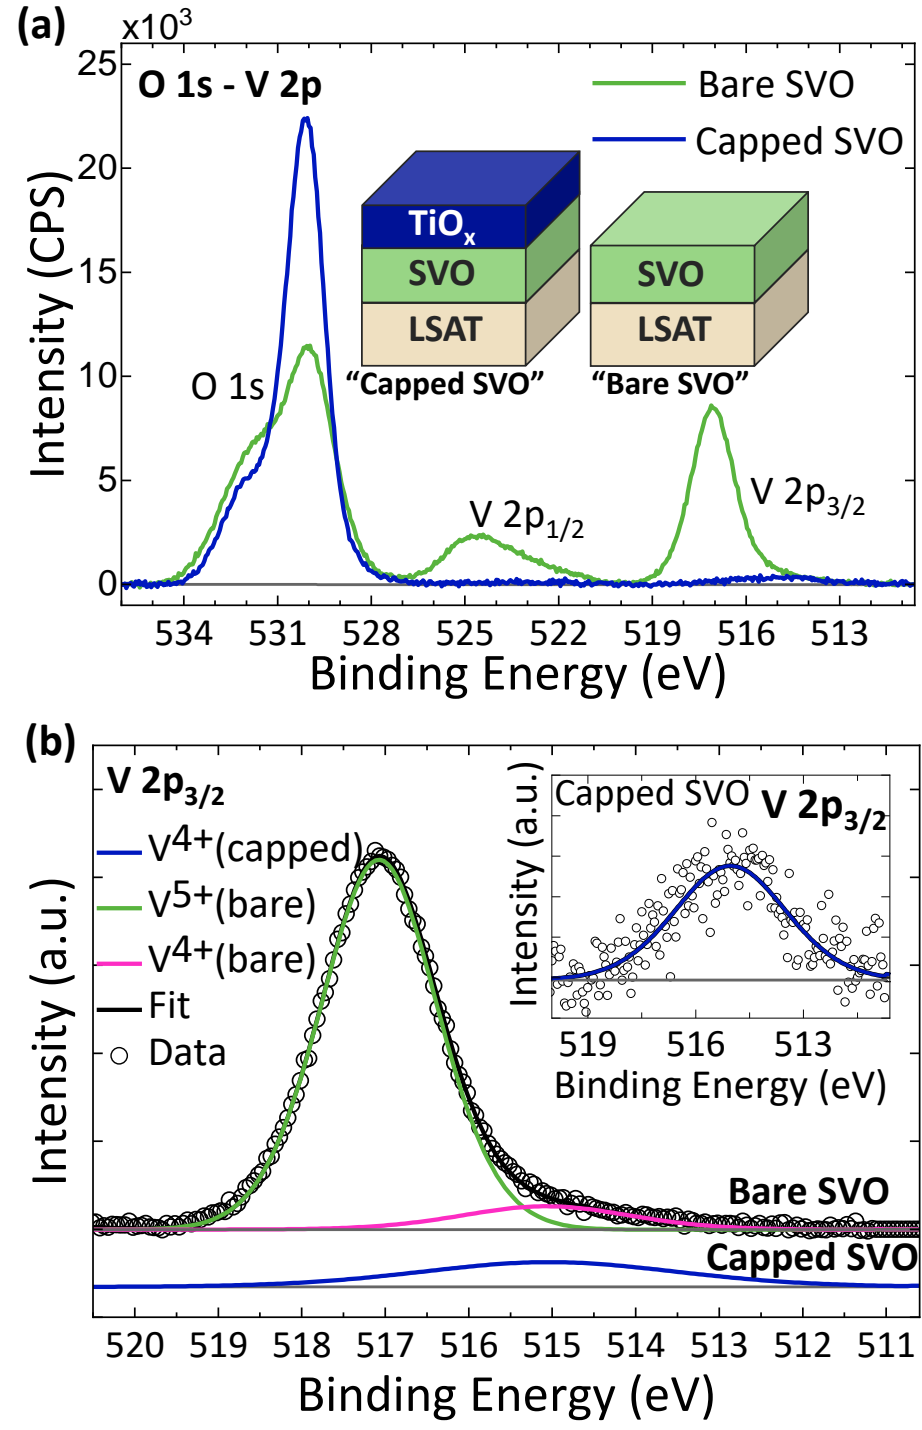 (a)
x10³
25
20
15
10
5
0
Intensity (CPS)
O 1s - V 2p
Bare SVO
Capped SVO
TiOₓ
SVO
LSAT
“Capped SVO”
SVO
LSAT
“Bare SVO”
O 1s
V 2p₁/₂
V 2p₃/₂
534 531 528 525 522 519 516 513
Binding Energy (eV)
(b)
V 2p₃/₂
V⁴⁺(capped)
V⁵⁺(bare)
V⁴⁺(bare)
Fit
Data
Intensity (a.u.)
Capped SVO V 2p₃/₂
Intensity (a.u.)
519 516 513
Binding Energy (eV)
Bare SVO
Capped SVO
520 519 518 517 516 515 514 513 512 511
Binding Energy (eV)